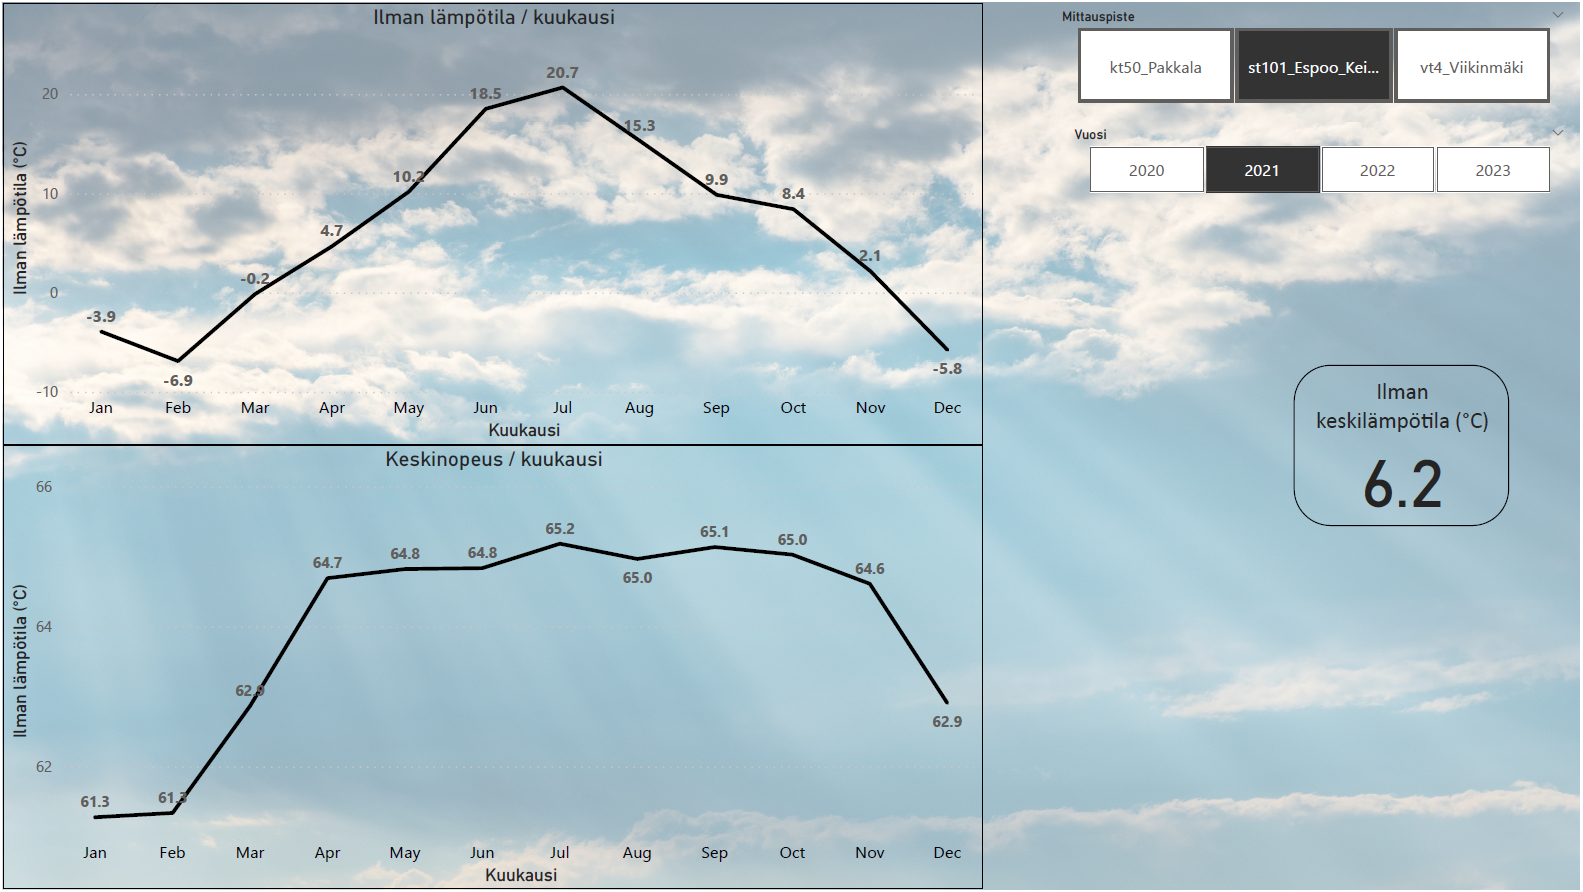 Ilman lämpötila / kuukausi
Ilman lämpötila (°C)
20
10
0
-10
-3.9
-6.9
-0.2
4.7
10.2
18.5
20.7
15.3
9.9
8.4
2.1
-5.8
Jan Feb Mar Apr May Jun Jul Aug Sep Oct Nov Dec
Kuukausi
Keskinopeus / kuukausi
Ilman lämpötila (°C)
66
64
62
61.3
61.3
62.9
64.7
64.8
64.8
65.2
65.0
65.1
65.0
64.6
62.9
Jan Feb Mar Apr May Jun Jul Aug Sep Oct Nov Dec
Kuukausi
Mittauspiste
kt50_Pakkala st101_Espoo_Kei... vt4_Viikinmäki
Vuosi
2020 2021 2022 2023
Ilman
keskilämpötila (°C)
6.2